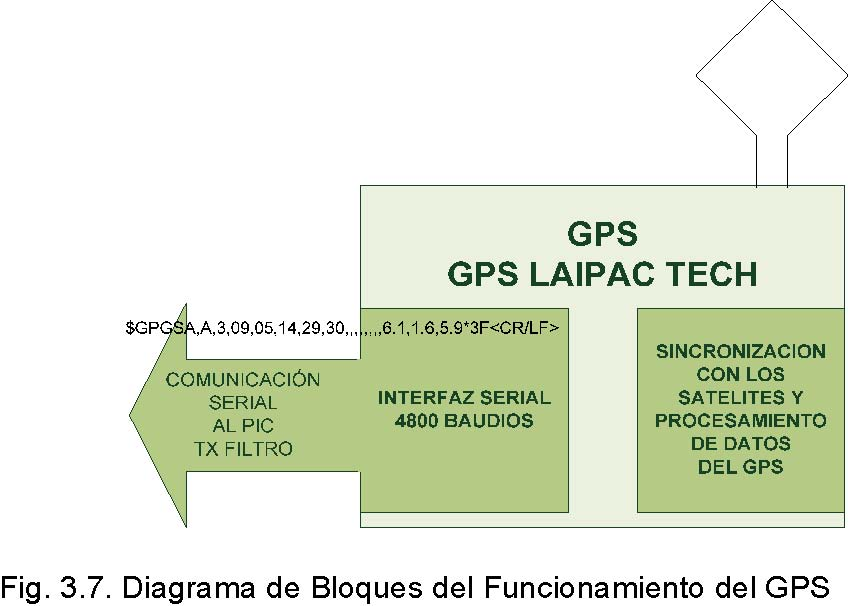 GPS
GPS LAIPAC TECH
$GPGSA,A,3,09,05,14,29,30,,,,,,,,6.1,1.6,5.9*3F<CR/LF>
COMUNICACIÓN
SERIAL
AL PIC
TX FILTRO
INTERFAZ SERIAL
4800 BAUDIOS
SINCRONIZACION
CON LOS
SATELITES Y
PROCESAMIENTO
DE DATOS
DEL GPS
Fig. 3.7. Diagrama de Bloques del Funcionamiento del GPS